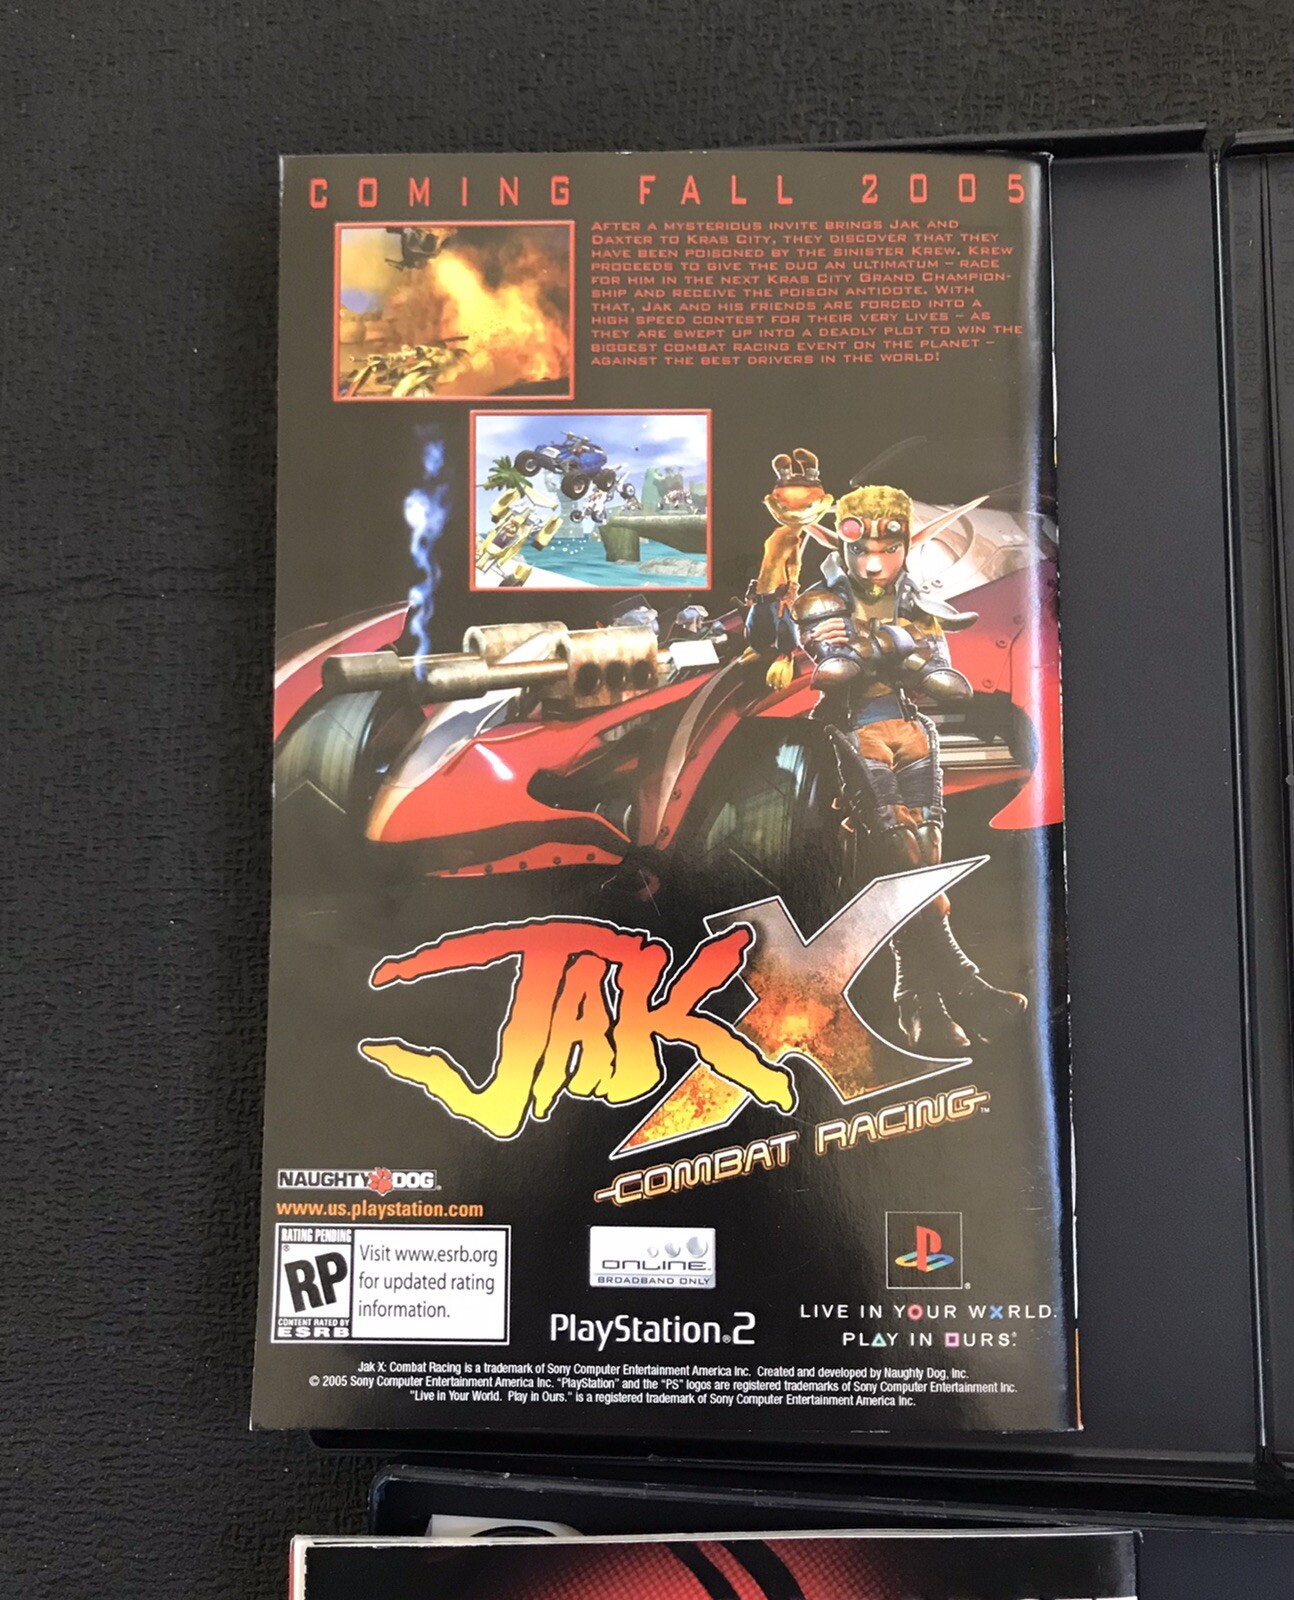 COMING FALL 2005
AFTER A MYSTERIOUS INVITE BRINGS JAK AND
DAXTER TO KRAS CITY, THEY DISCOVER THAT THEY
HAVE BEEN POISONED BY THE SINISTER KREW. KREW
PROCEEDS TO GIVE THE DUO AN ULTIMATUM – RACE
FOR HIM IN THE NEXT KRAS CITY GRAND CHAMPION-
SHIP AND RECEIVE THE POISON ANTIDOTE. WITH
THAT, JAK AND HIS FRIENDS ARE FORCED INTO A
HIGH SPEED CONTEST FOR THEIR VERY LIVES – AS
THEY ARE SWEPT UP INTO A DEADLY PLOT TO WIN THE
BIGGEST COMBAT RACING EVENT ON THE PLANET –
AGAINST THE BEST DRIVERS IN THE WORLD!
JAK X
COMBAT RACING™
NAUGHTY DOG
www.us.playstation.com
RATING PENDING
RP
CONTENT RATED BY
ESRB
Visit www.esrb.org
for updated rating
information.
ONLINE
BROADBAND ONLY
PlayStation®2
LIVE IN YOUR WXRLD.
PLAY IN OURS.®
Jak X: Combat Racing is a trademark of Sony Computer Entertainment America Inc. Created and developed by Naughty Dog, Inc.
© 2005 Sony Computer Entertainment America Inc. "PlayStation" and the "PS" logos are registered trademarks of Sony Computer Entertainment Inc.
"Live in Your World. Play in Ours." is a registered trademark of Sony Computer Entertainment America Inc.